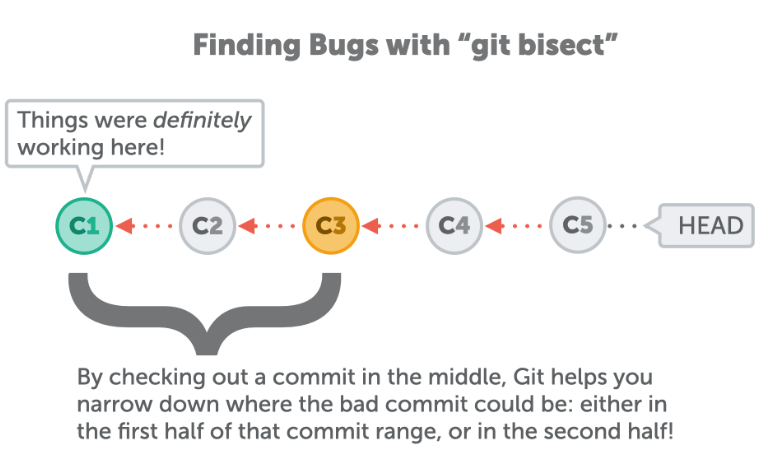 Finding Bugs with “git bisect”
Things were definitely
working here!
C1 C2 C3 C4 C5 HEAD
By checking out a commit in the middle, Git helps you
narrow down where the bad commit could be: either in
the first half of that commit range, or in the second half!